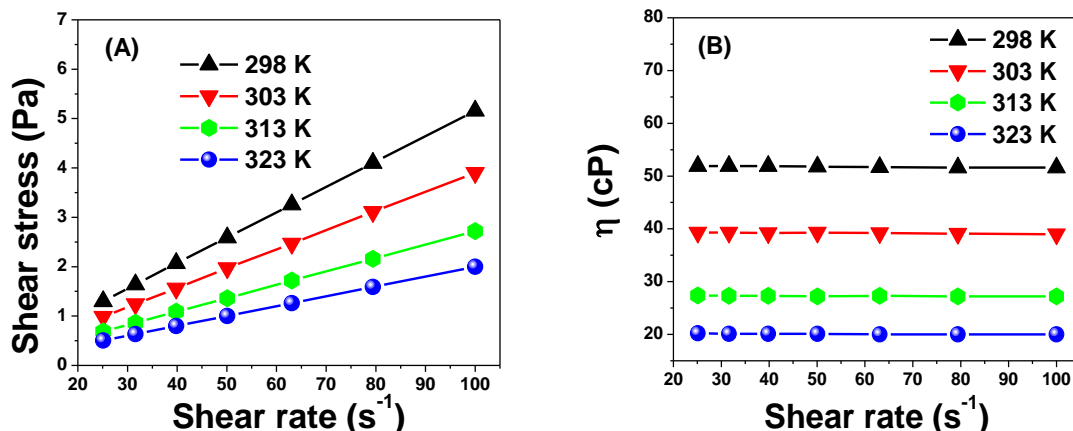 (A)
298 K
303 K
313 K
323 K
Shear stress (Pa)
7
6
5
4
3
2
1
0
20 30 40 50 60 70 80 90 100
Shear rate (s⁻¹)
(B)
298 K
303 K
313 K
323 K
η (cP)
80
70
60
50
40
30
20
20 30 40 50 60 70 80 90 100
Shear rate (s⁻¹)